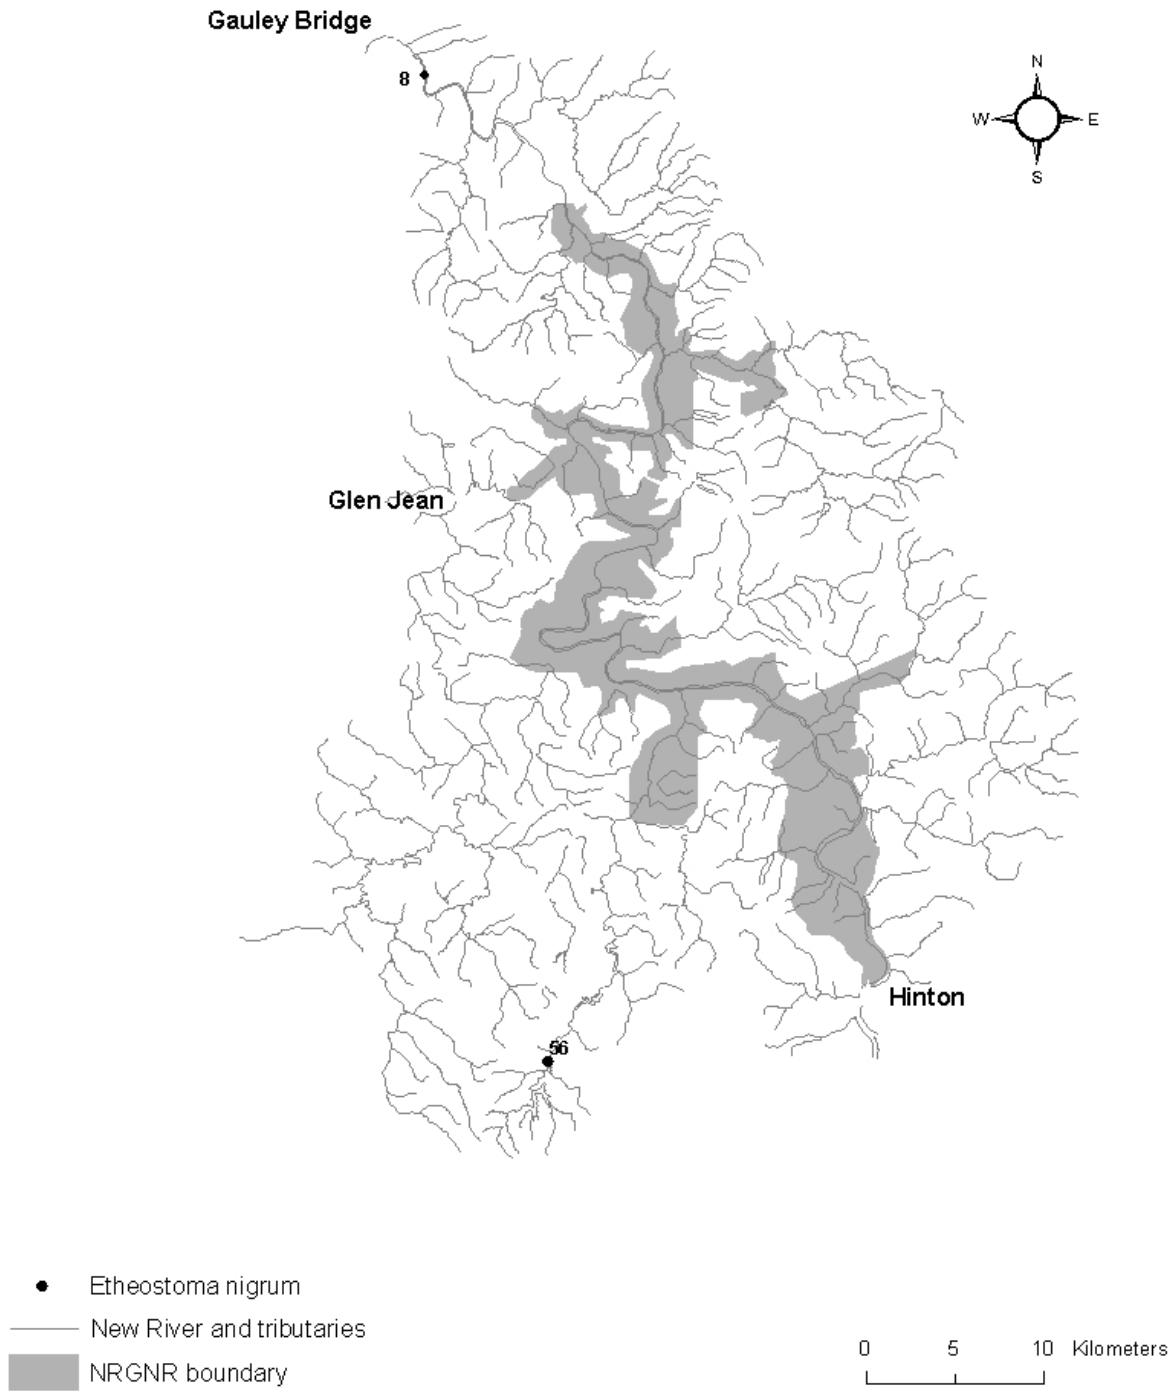 Gauley Bridge
8
N
W E
S
Glen Jean
Hinton
56
Etheostoma nigrum
New River and tributaries
NRGNR boundary
0 5 10 Kilometers